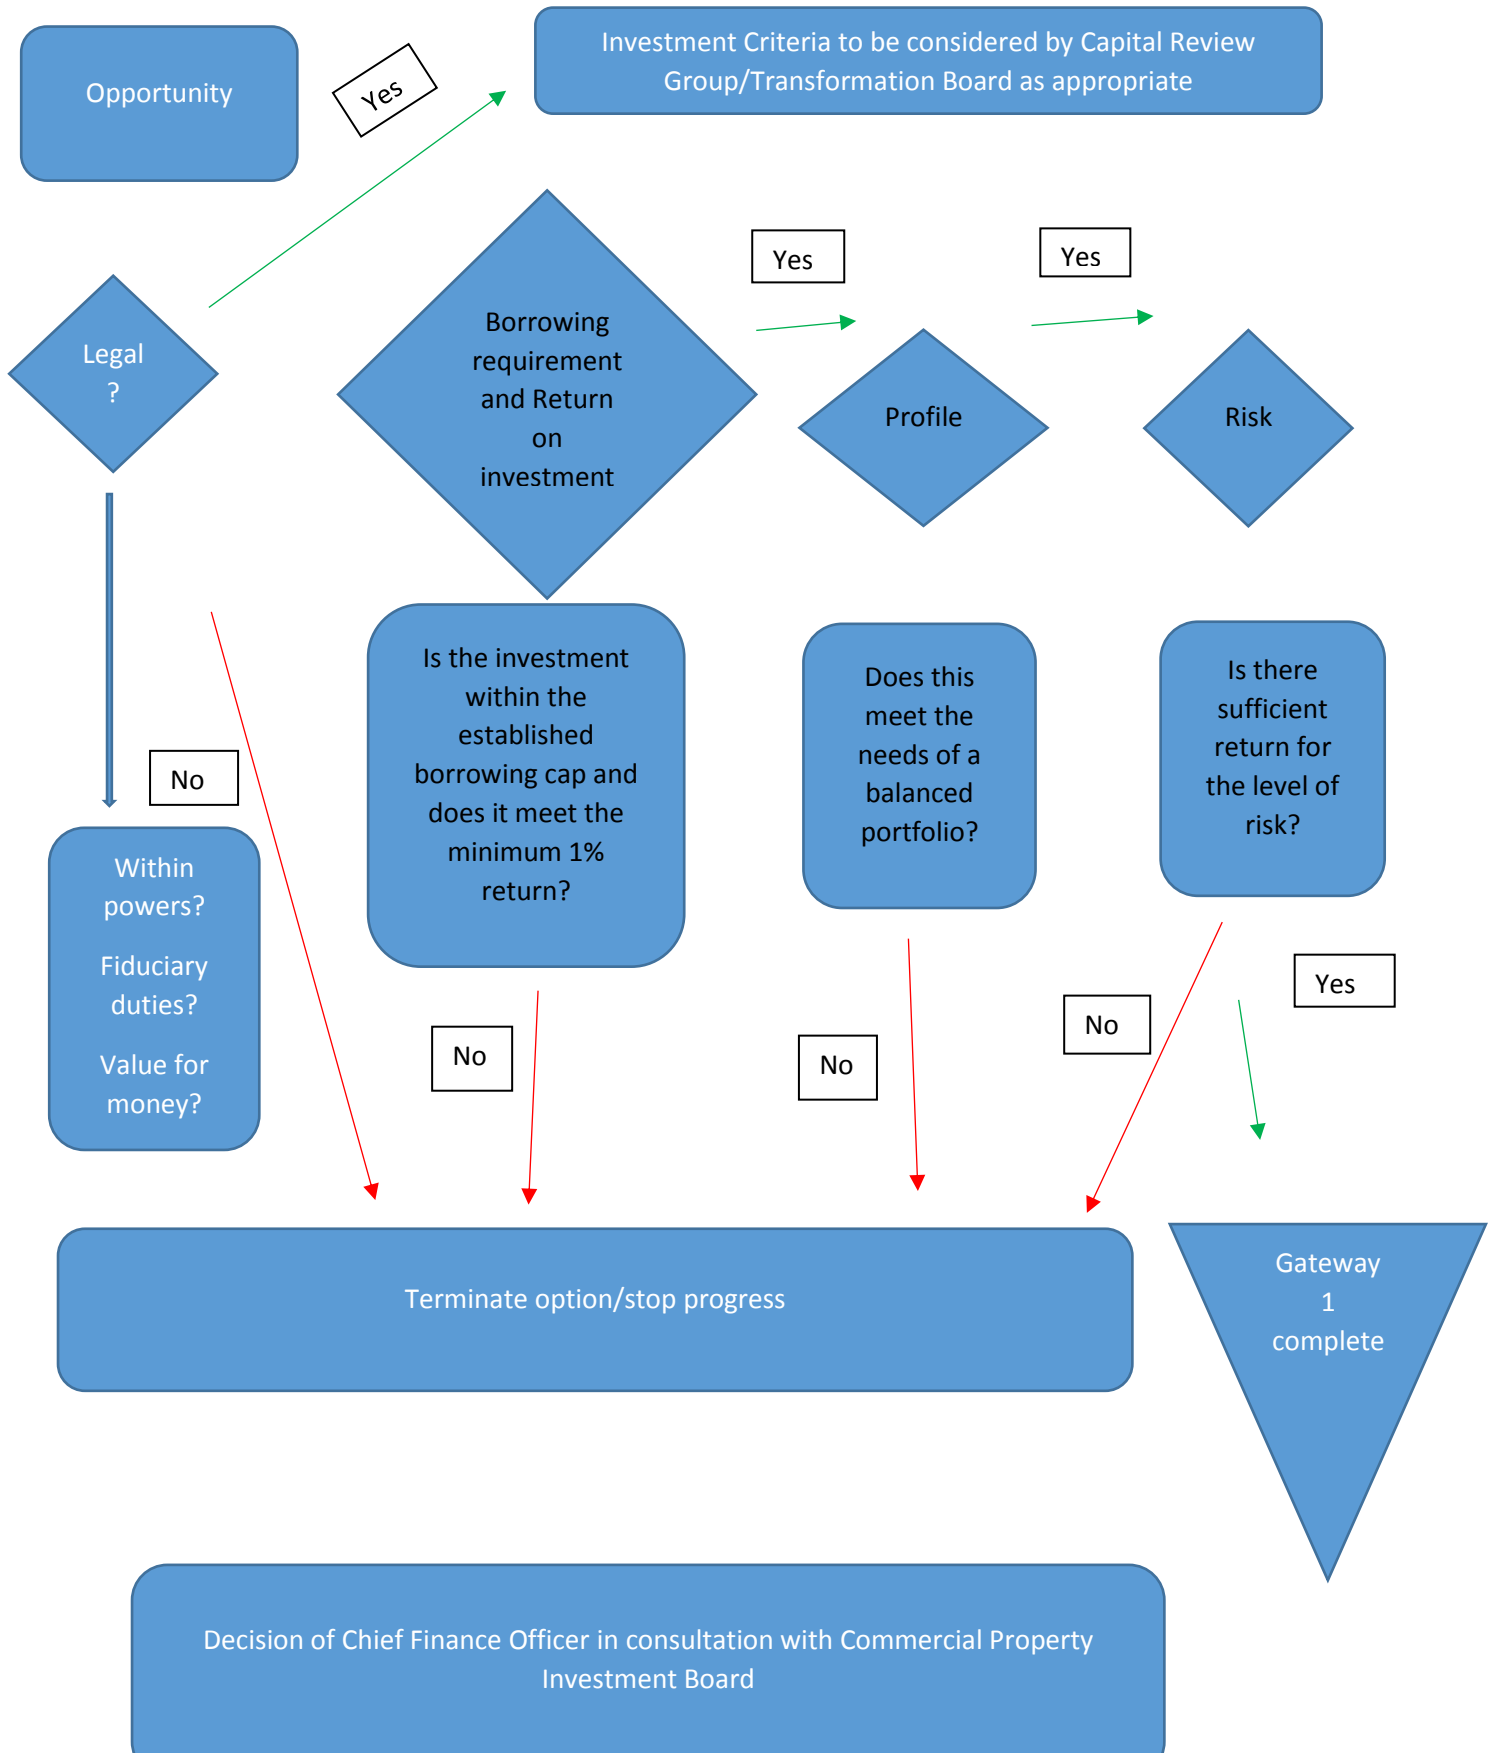 Opportunity
Yes
Investment Criteria to be considered by Capital Review
Group/Transformation Board as appropriate
Legal
?
Borrowing
requirement
and Return
on
investment
Yes
Profile
Yes
Risk
Is the investment
within the
established
borrowing cap and
does it meet the
minimum 1%
return?
Does this
meet the
needs of a
balanced
portfolio?
Is there
sufficient
return for
the level of
risk?
No
Within
powers?
Fiduciary
duties?
Value for
money?
No
No
No
Yes
Terminate option/stop progress
Gateway
1
complete
Decision of Chief Finance Officer in consultation with Commercial Property
Investment Board